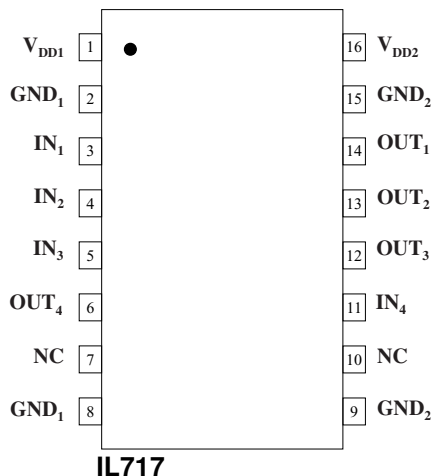 V_DD1 1 16 V_DD2
GND_1 2 15 GND_2
IN_1 3 14 OUT_1
IN_2 4 13 OUT_2
IN_3 5 12 OUT_3
OUT_4 6 11 IN_4
NC 7 10 NC
GND_1 8 9 GND_2
IL717